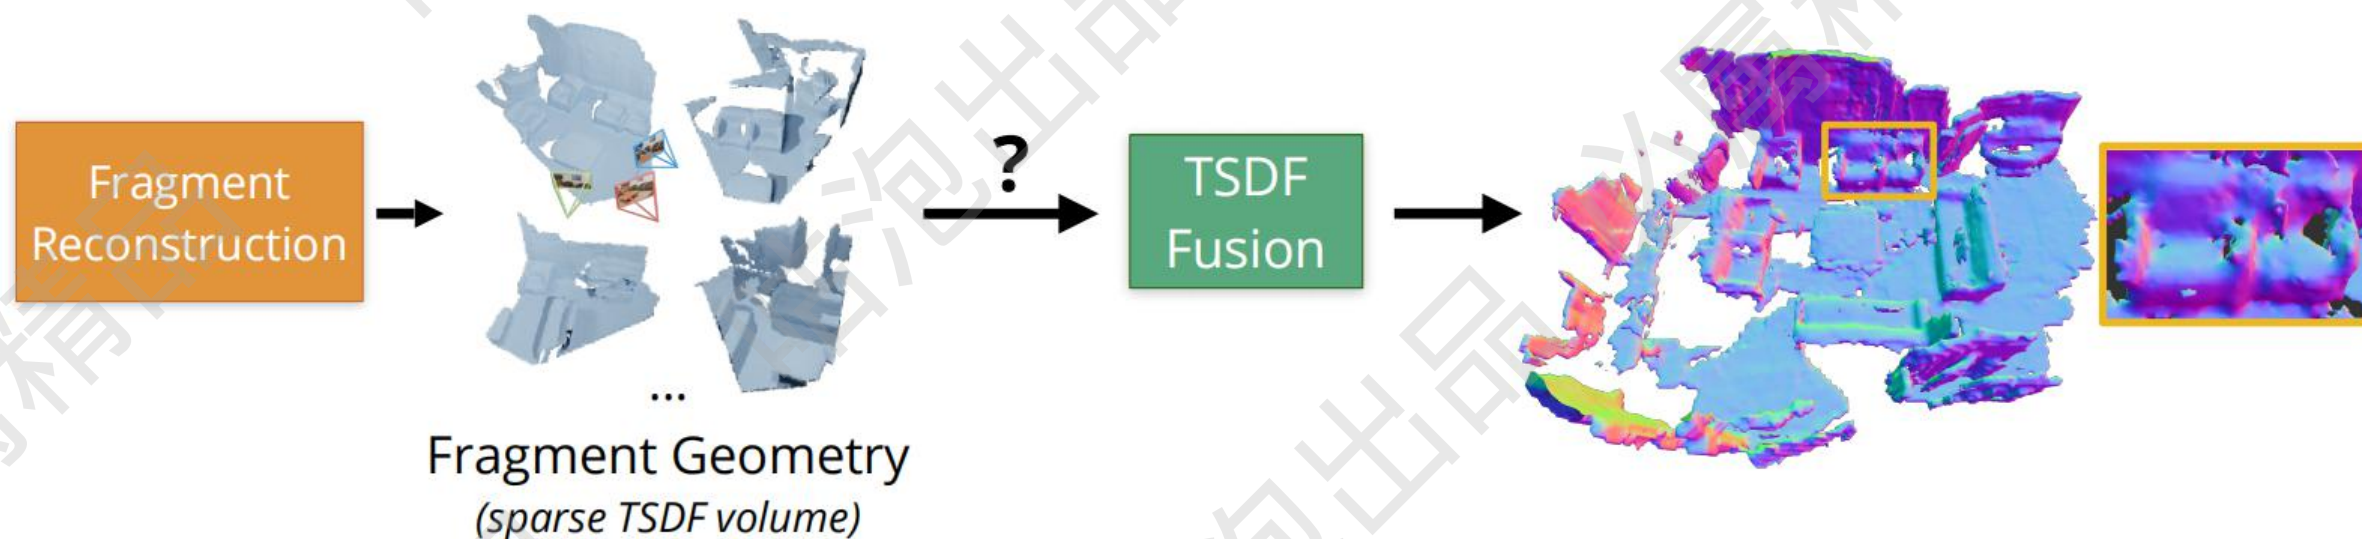 Fragment
Reconstruction
?
TSDF
Fusion
...
Fragment Geometry
(sparse TSDF volume)